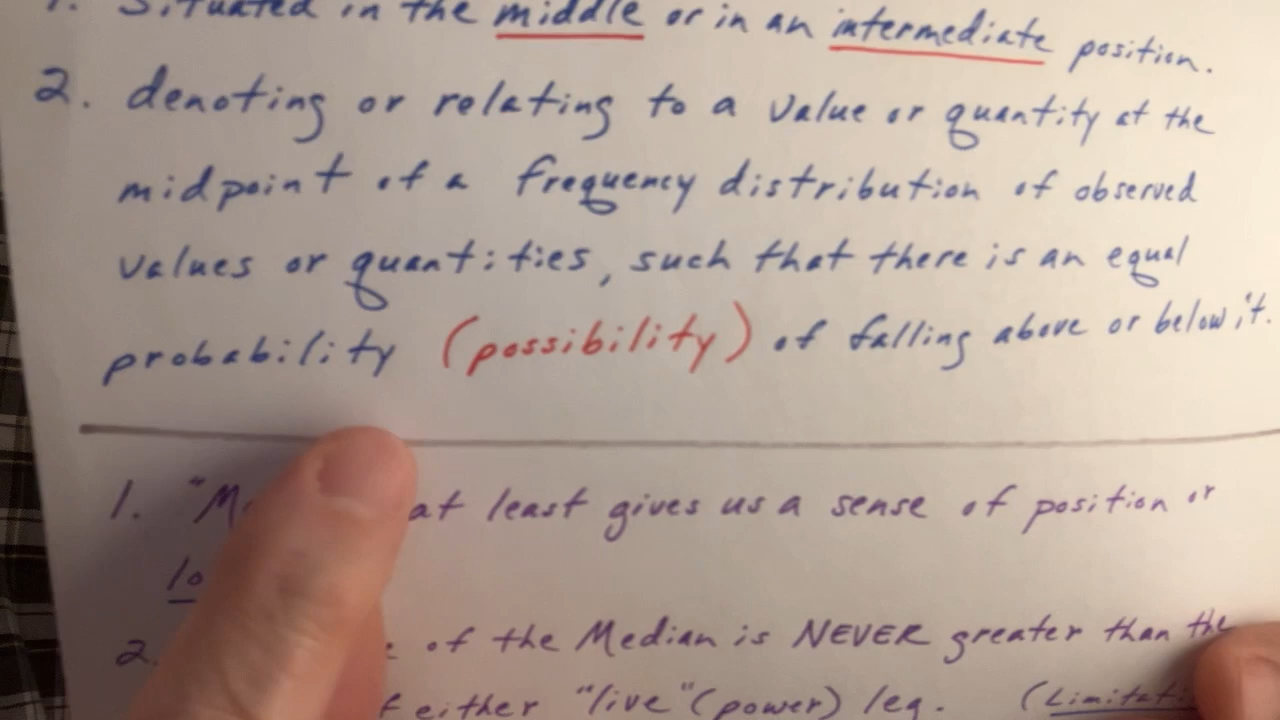 1. Situated in the middle or in an intermediate position.
2. denoting or relating to a value or quantity at the
midpoint of a frequency distribution of observed
values or quantities, such that there is an equal
probability (possibility) of falling above or below it.
1. at least gives us a sense of position or
2. of the Median is NEVER greater than the
either "live" (power) leg.